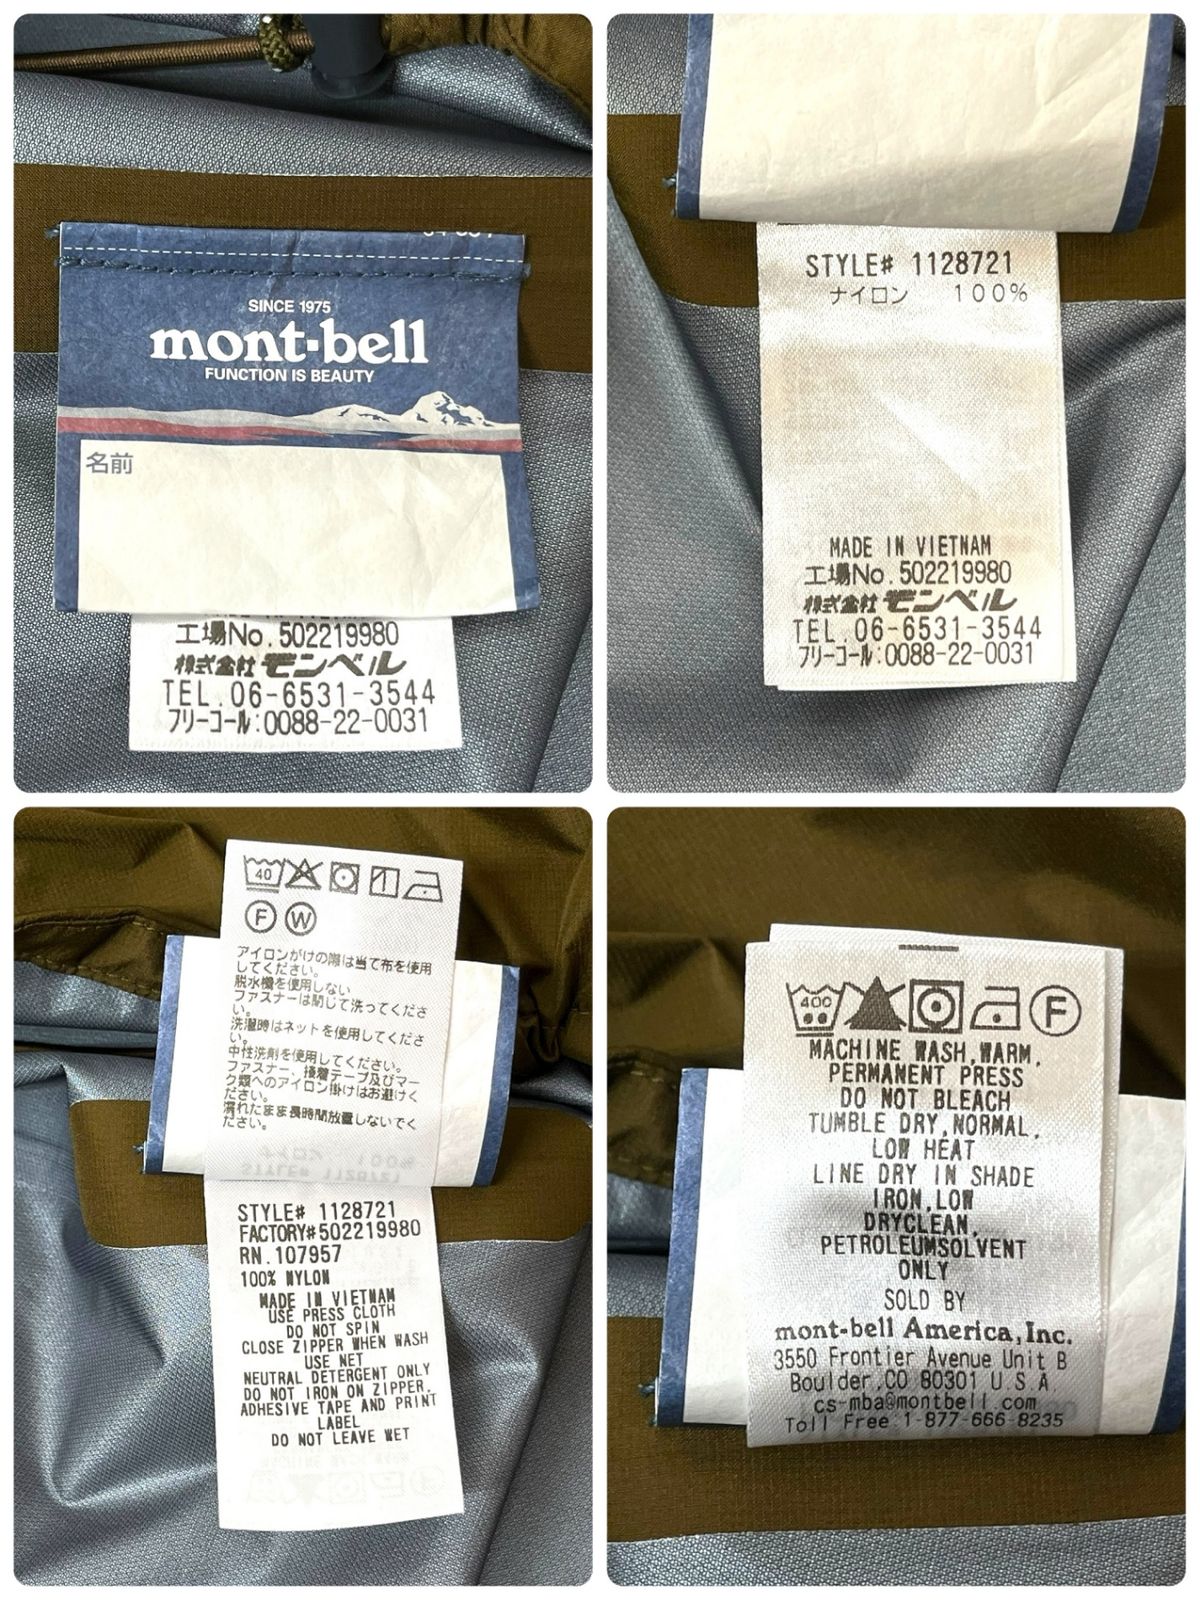 SINCE 1975
mont-bell
FUNCTION IS BEAUTY
名前
工場No.502219980
株式会社 モンベル
TEL.06-6531-3544
フリーコール:0088-22-0031
STYLE# 1128721
ナイロン 100%
MADE IN VIETNAM
工場No.502219980
株式会社 モンベル
TEL.06-6531-3544
フリーコール:0088-22-0031
40
F W
アイロンがけの際は当て布を使用
してください。
脱水機を使用しない
ファスナーは閉じて洗ってくださ
い。
洗濯時はネットを使用してくださ
い。
中性洗剤を使用してください。
ファスナー、接着テープ及びマー
ク類へのアイロン掛けはお避けく
ださい。
濡れたまま長時間放置しないでく
ださい。
STYLE# 1128721
FACTORY#502219980
RN.107957
100% NYLON
MADE IN VIETNAM
USE PRESS CLOTH
DO NOT SPIN
CLOSE ZIPPER WHEN WASH
USE NET
NEUTRAL DETERGENT ONLY
DO NOT IRON ON ZIPPER,
ADHESIVE TAPE AND PRINT
LABEL
DO NOT LEAVE WET
40C
F
MACHINE WASH,WARM,
PERMANENT PRESS
DO NOT BLEACH
TUMBLE DRY,NORMAL,
LOW HEAT
LINE DRY IN SHADE
IRON,LOW
DRYCLEAN,
PETROLEUMSOLVENT
ONLY
SOLD BY
mont-bell America,Inc.
3550 Frontier Avenue Unit B
Boulder,CO 80301 U.S.A.
cs-mba@montbell.com
Toll Free:1-877-666-8235